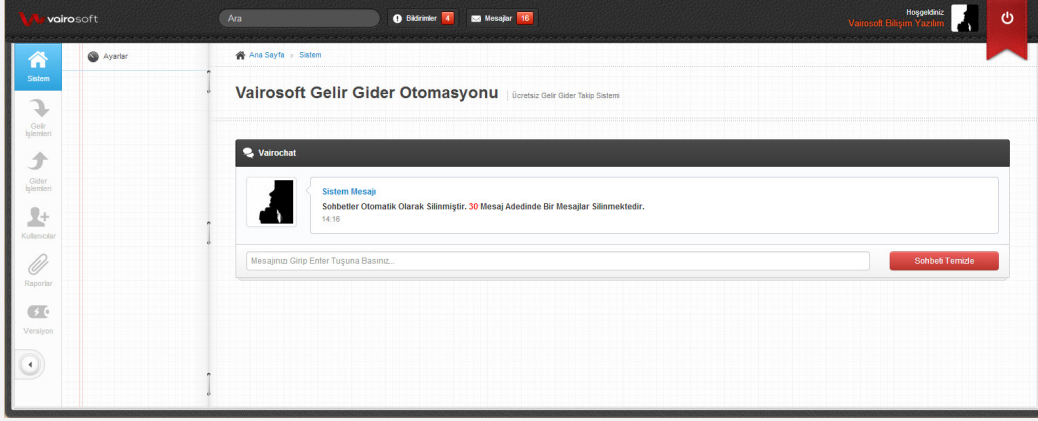 vairosoft
Ara
Bildirimler 4
Mesajlar 16
Hoşgeldiniz
Vairosoft Bilişim Yazılım
Sistem
Gelir
İşlemleri
Gider
İşlemleri
Kullanıcılar
Raporlar
Versiyon
Ayarlar
Ana Sayfa » Sistem
Vairosoft Gelir Gider Otomasyonu
Ücretsiz Gelir Gider Takip Sistemi
Vairochat
Sistem Mesajı
Sohbetler Otomatik Olarak Silinmiştir. 30 Mesaj Adedinde Bir Mesajlar Silinmektedir.
14:16
Mesajınızı Girip Enter Tuşuna Basınız...
Sohbeti Temizle